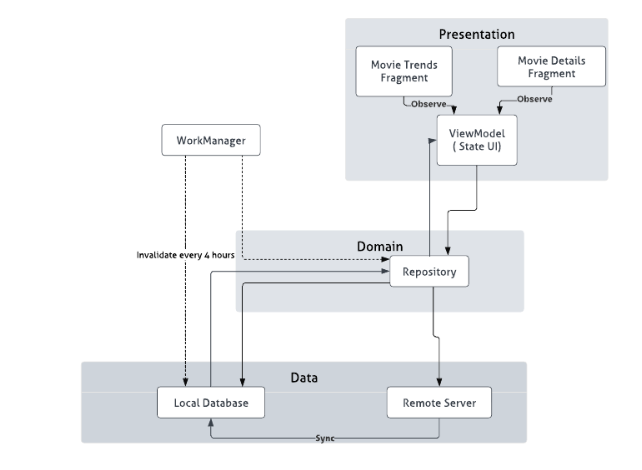 Presentation
Movie Trends
Fragment
Movie Details
Fragment
Observe
Observe
ViewModel
( State UI)
WorkManager
Domain
Invalidate every 4 hours
Repository
Data
Local Database
Remote Server
Sync